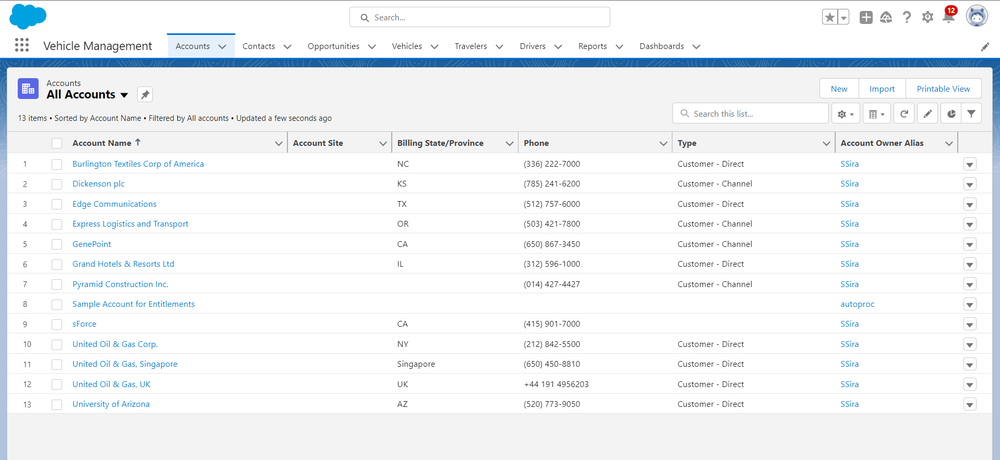 Search...
12
Vehicle Management
Accounts Contacts Opportunities Vehicles Travelers Drivers Reports Dashboards
Accounts
All Accounts
New Import Printable View
13 items • Sorted by Account Name • Filtered by All accounts • Updated a few seconds ago
Search this list...
Account Name Account Site Billing State/Province Phone Type Account Owner Alias
1 Burlington Textiles Corp of America NC (336) 222-7000 Customer - Direct SSira
2 Dickenson plc KS (785) 241-6200 Customer - Channel SSira
3 Edge Communications TX (512) 757-6000 Customer - Direct SSira
4 Express Logistics and Transport OR (503) 421-7800 Customer - Channel SSira
5 GenePoint CA (650) 867-3450 Customer - Channel SSira
6 Grand Hotels & Resorts Ltd IL (312) 596-1000 Customer - Direct SSira
7 Pyramid Construction Inc. (014) 427-4427 Customer - Channel SSira
8 Sample Account for Entitlements autoproc
9 sForce CA (415) 901-7000 SSira
10 United Oil & Gas Corp. NY (212) 842-5500 Customer - Direct SSira
11 United Oil & Gas, Singapore Singapore (650) 450-8810 Customer - Direct SSira
12 United Oil & Gas, UK UK +44 191 4956203 Customer - Direct SSira
13 University of Arizona AZ (520) 773-9050 Customer - Direct SSira